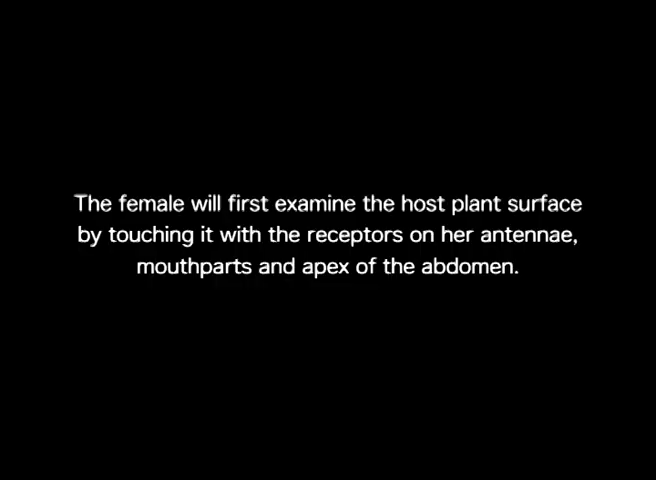 The female will first examine the host plant surface
by touching it with the receptors on her antennae,
mouthparts and apex of the abdomen.